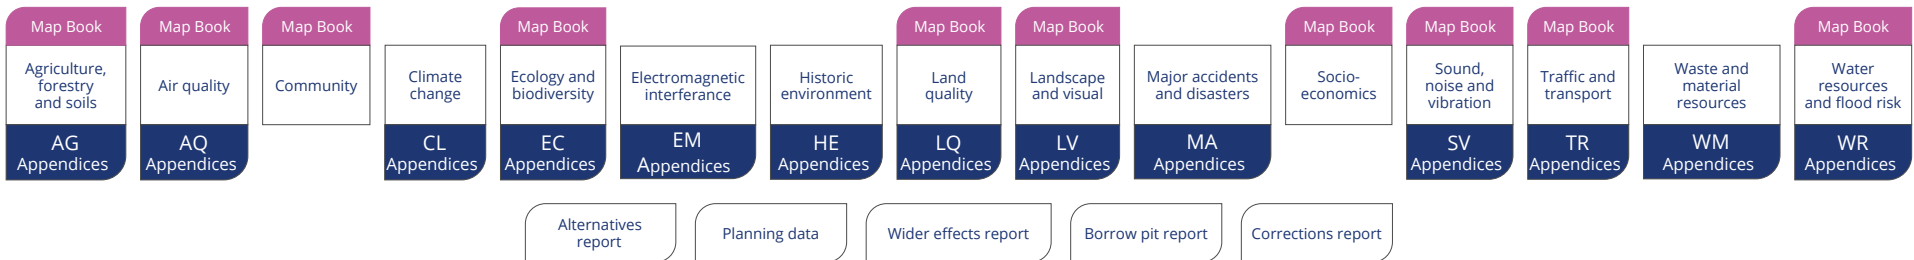 Map Book
Agriculture,
forestry
and soils
AG
Appendices
Map Book
Air quality
AQ
Appendices
Map Book
Community
Climate
change
CL
Appendices
Map Book
Ecology and
biodiversity
EC
Appendices
Electromagnetic
interferance
EM
Appendices
Historic
environment
HE
Appendices
Map Book
Land
quality
LQ
Appendices
Map Book
Landscape
and visual
LV
Appendices
Major accidents
and disasters
MA
Appendices
Map Book
Socio-
economics
Map Book
Sound,
noise and
vibration
SV
Appendices
Map Book
Traffic and
transport
TR
Appendices
Waste and
material
resources
WM
Appendices
Map Book
Water
resources
and flood risk
WR
Appendices
Alternatives
report
Planning data
Wider effects report
Borrow pit report
Corrections report